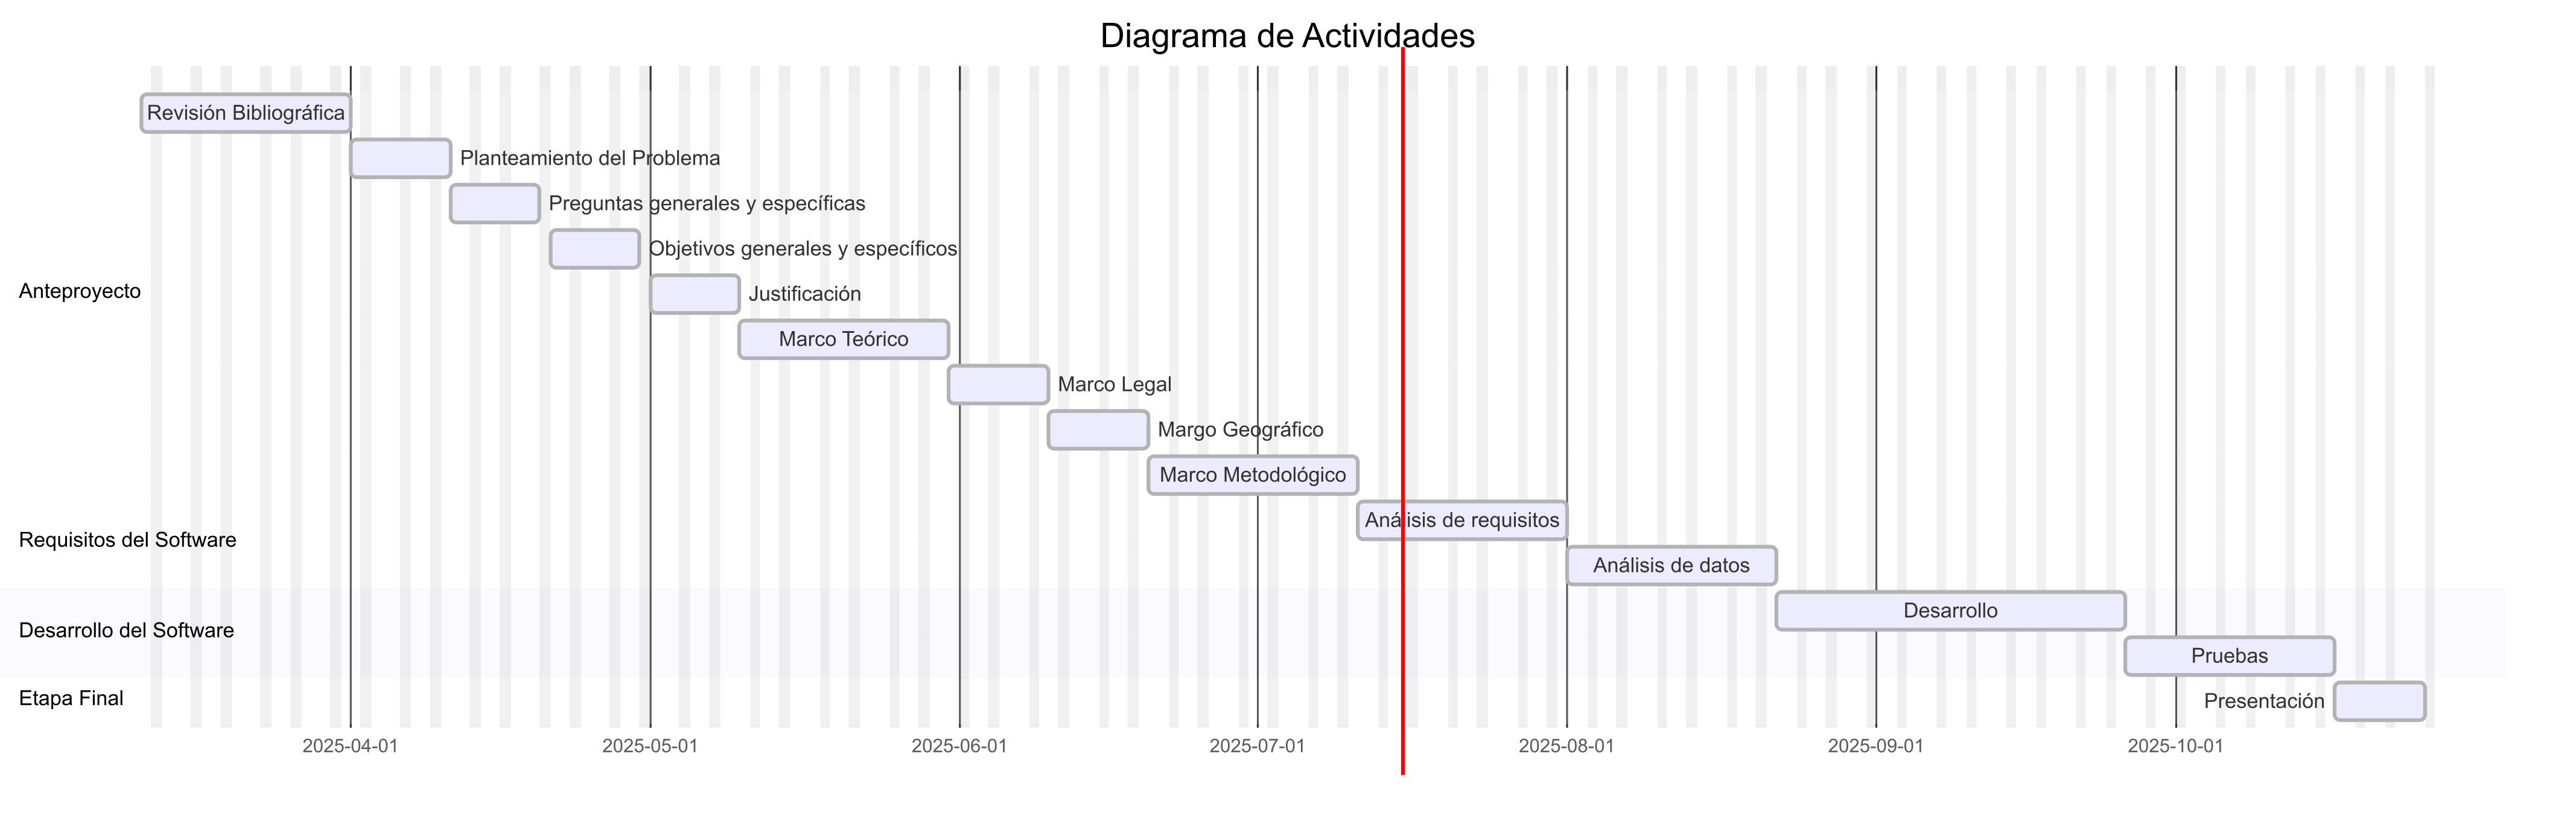 Diagrama de Actividades
Revisión Bibliográfica
Planteamiento del Problema
Preguntas generales y específicas
Objetivos generales y específicos
Anteproyecto
Justificación
Marco Teórico
Marco Legal
Margo Geográfico
Marco Metodológico
Análisis de requisitos
Requisitos del Software
Análisis de datos
Desarrollo
Desarrollo del Software
Pruebas
Etapa Final
Presentación
2025-04-01 2025-05-01 2025-06-01 2025-07-01 2025-08-01 2025-09-01 2025-10-01